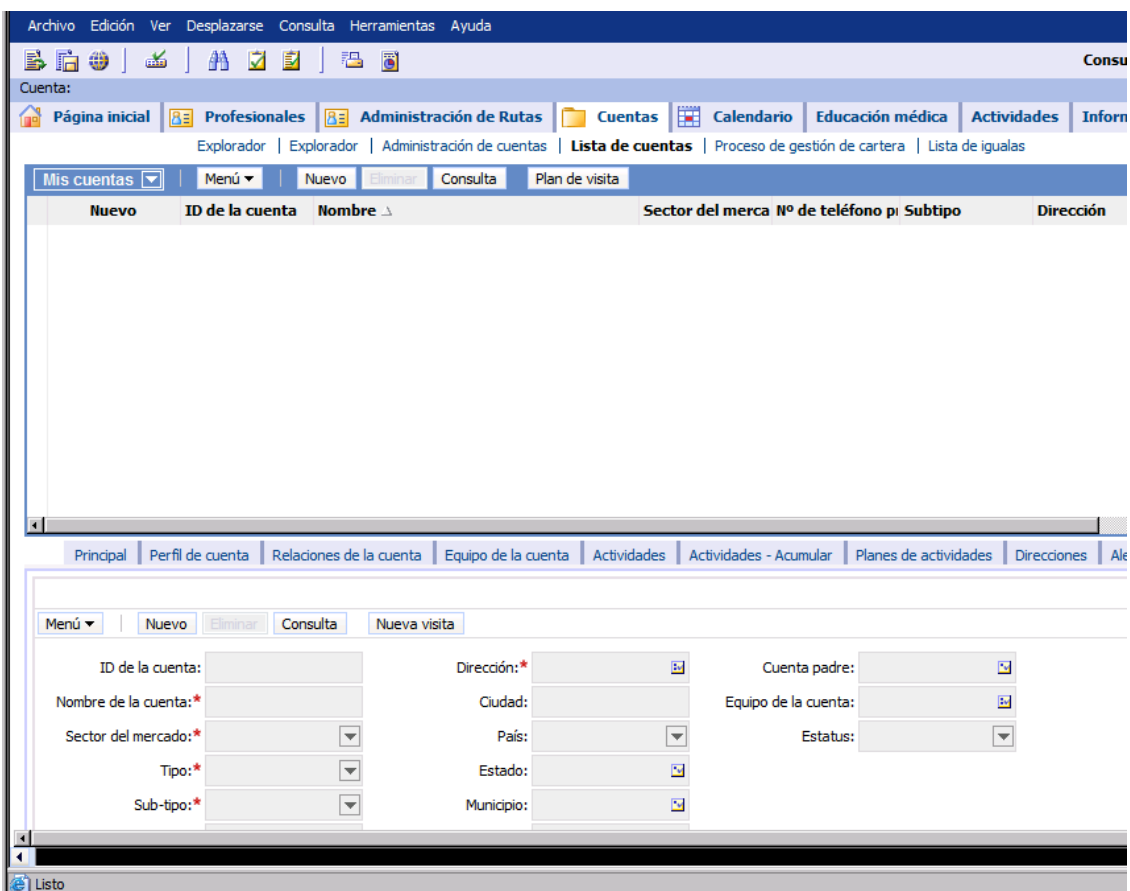 Archivo Edición Ver Desplazarse Consulta Herramientas Ayuda
Cuenta:
Página inicial Profesionales Administración de Rutas Cuentas Calendario Educación médica Actividades
Explorador | Explorador | Administración de cuentas | Lista de cuentas | Proceso de gestión de cartera | Lista de igualas
Mis cuentas Menú Nuevo Eliminar Consulta Plan de visita
Nuevo ID de la cuenta Nombre Sector del merca Nº de teléfono Subtipo Dirección
Principal Perfil de cuenta Relaciones de la cuenta Equipo de la cuenta Actividades Actividades - Acumular Planes de actividades Direcciones
Menú Nuevo Eliminar Consulta Nueva visita
ID de la cuenta: Dirección:* Cuenta padre:
Nombre de la cuenta:* Ciudad: Equipo de la cuenta:
Sector del mercado:* País: Estatus:
Tipo:* Estado:
Sub-tipo:* Municipio:
Listo